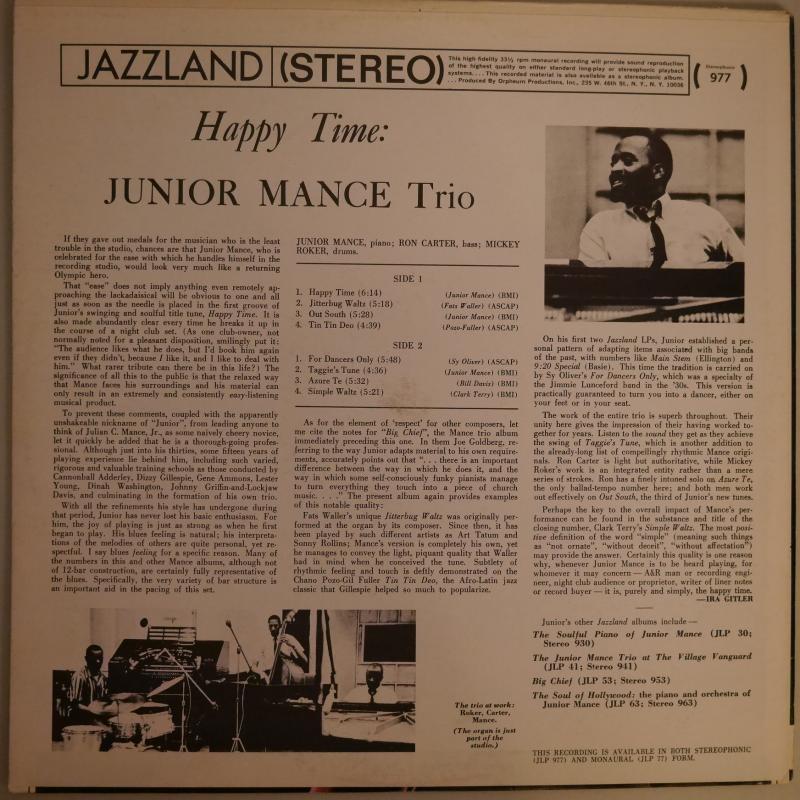 JAZZLAND (STEREO)
This high fidelity 33⅓ rpm monaural recording will provide sound reproduction
of the highest quality on either standard long-play or stereophonic playback
systems. . . . This recorded material is also available as a stereophonic album.
. . . Produced by Orpheum Productions, Inc., 235 W. 46th St., N. Y., N. Y. 10036
Stereophonic
( 977 )
Happy Time:
JUNIOR MANCE Trio
If they gave out medals for the musician who is the least
trouble in the studio, chances are that Junior Mance, who is
celebrated for the ease with which he handles himself in the
recording studio, would look very much like a returning
Olympic hero.
That "ease" does not imply anything even remotely ap-
proaching the lackadaisical will be obvious to one and all
just as soon as the needle is placed in the first groove of
Junior's swinging and soulful title tune, Happy Time. It is
also made abundantly clear every time he breaks it up in
the course of a night club set. (As one club-owner, not
normally noted for a pleasant disposition, smilingly put it:
"The audience likes what he does, but I'd book him again
even if they didn't, because I like it, and I like to deal with
him." What rarer tribute can there be in this life?) The
significance of all this to the public is that the relaxed way
that Mance faces his surroundings and his material can
only result in an extremely and consistently easy-listening
musical product.
To prevent these comments, coupled with the apparently
unshakeable nickname of "Junior", from leading anyone to
think of Julian C. Mance, Jr., as some naively cheery novice,
let it quickly be added that he is a thorough-going profes-
sional. Although just into his thirties, some fifteen years of
playing experience lie behind him, including such varied,
rigorous and valuable training schools as those conducted by
Cannonball Adderley, Dizzy Gillespie, Gene Ammons, Lester
Young, Dinah Washington, Johnny Griffin-and-Lockjaw
Davis, and culminating in the formation of his own trio.
With all the refinements his style has undergone during
that period, Junior has never lost his basic enthusiasm. For
him, the joy of playing is just as strong as when he first
began to play. His blues feeling is natural; his interpreta-
tions of the melodies of others are quite personal, yet re-
spectful. I say blues feeling for a specific reason. Many of
the numbers in this and other Mance albums, although not
of 12-bar construction, are certainly fully representative of
the blues. Specifically, the very variety of bar structure is
an important aid in the pacing of this set.
JUNIOR MANCE, piano; RON CARTER, bass; MICKEY
ROKER, drums.
SIDE 1
1. Happy Time (6:14) (Junior Mance) (BMI)
2. Jitterbug Waltz (5:18) (Fats Waller) (ASCAP)
3. Out South (5:28) (Junior Mance) (BMI)
4. Tin Tin Deo (4:39) (Pozo-Fuller) (ASCAP)
SIDE 2
1. For Dancers Only (5:48) (Sy Oliver) (ASCAP)
2. Taggie's Tune (4:36) (Junior Mance) (BMI)
3. Azure Te (5:32) (Bill Davis) (BMI)
4. Simple Waltz (5:21) (Clark Terry) (BMI)
As for the element of 'respect' for other composers, let
me cite the notes for "Big Chief", the Mance trio album
immediately preceding this one. In them Joe Goldberg, re-
ferring to the way Junior adapts material to his own require-
ments, accurately points out that ". . . there is an important
difference between the way in which he does it, and the
way in which some self-consciously funky pianists manage
to turn everything they touch into a piece of church
music. . . ." The present album again provides examples
of this notable quality:
Fats Waller's unique Jitterbug Waltz was originally per-
formed at the organ by its composer. Since then, it has
been played by such different artists as Art Tatum and
Sonny Rollins; Mance's version is completely his own, yet
he manages to convey the light, piquant quality that Waller
had in mind when he conceived the tune. Subtlety of
rhythmic feeling and touch is deftly demonstrated on the
Chano Pozo-Gil Fuller Tin Tin Deo, the Afro-Latin jazz
classic that Gillespie helped so much to popularize.
On his first two Jazzland LPs, Junior established a per-
sonal pattern of adapting items associated with big bands
of the past, with numbers like Main Stem (Ellington) and
9:20 Special (Basie). This time the tradition is carried on
by Sy Oliver's For Dancers Only, which was a specialty of
the Jimmie Lunceford band in the '30s. This version is
practically guaranteed to turn you into a dancer, either on
your feet or in your seat.
The work of the entire trio is superb throughout. Their
unity here gives the impression of their having worked to-
gether for years. Listen to the sound they get as they achieve
the swing of Taggie's Tune, which is another addition to
the already-long list of compellingly rhythmic Mance origi-
nals. Ron Carter is light but authoritative, while Mickey
Roker's work is an integrated entity rather than a mere
series of strokes. Ron has a finely intoned solo on Azure Te,
the only ballad-tempo number here; and both men work
out effectively on Out South, the third of Junior's new tunes.
Perhaps the key to the overall impact of Mance's per-
formance can be found in the substance and title of the
closing number, Clark Terry's Simple Waltz. The most posi-
tive definition of the word "simple" (meaning such things
as "not ornate", "without deceit", "without affectation")
may provide the answer. Certainly this quality is one reason
why, whenever Junior Mance is to be heard playing, for
whomever it may concern — A&R man or recording engi-
neer, night club audience or proprietor, writer of liner notes
or record buyer — it is, purely and simply, the happy time.
—IRA GITLER
Junior's other Jazzland albums include —
The Soulful Piano of Junior Mance (JLP 30;
Stereo 930)
The Junior Mance Trio at The Village Vanguard
(JLP 41; Stereo 941)
Big Chief (JLP 53; Stereo 953)
The Soul of Hollywood: the piano and orchestra of
Junior Mance (JLP 63; Stereo 963)
The trio at work:
Roker, Carter,
Mance.
(The organ is just
part of the
studio.)
THIS RECORDING IS AVAILABLE IN BOTH STEREOPHONIC
(JLP 977) AND MONAURAL (JLP 77) FORM.